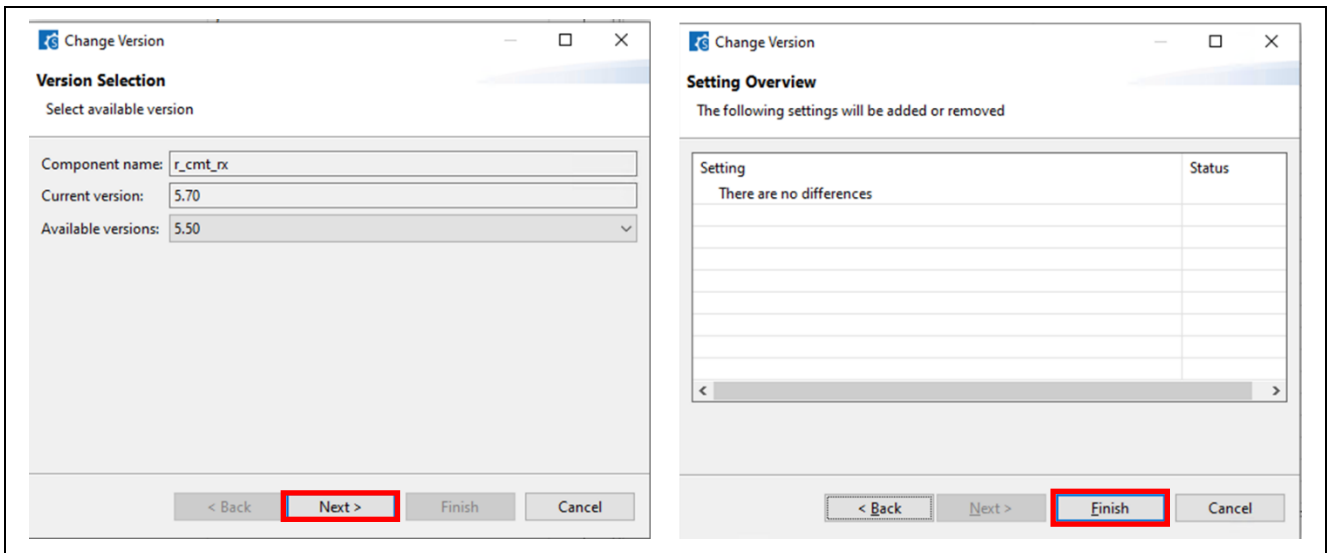 Change Version
Version Selection
Select available version
Component name: r_cmt_rx
Current version: 5.70
Available versions: 5.50
< Back Next > Finish Cancel
Change Version
Setting Overview
The following settings will be added or removed
Setting Status
There are no differences
< Back Next > Finish Cancel